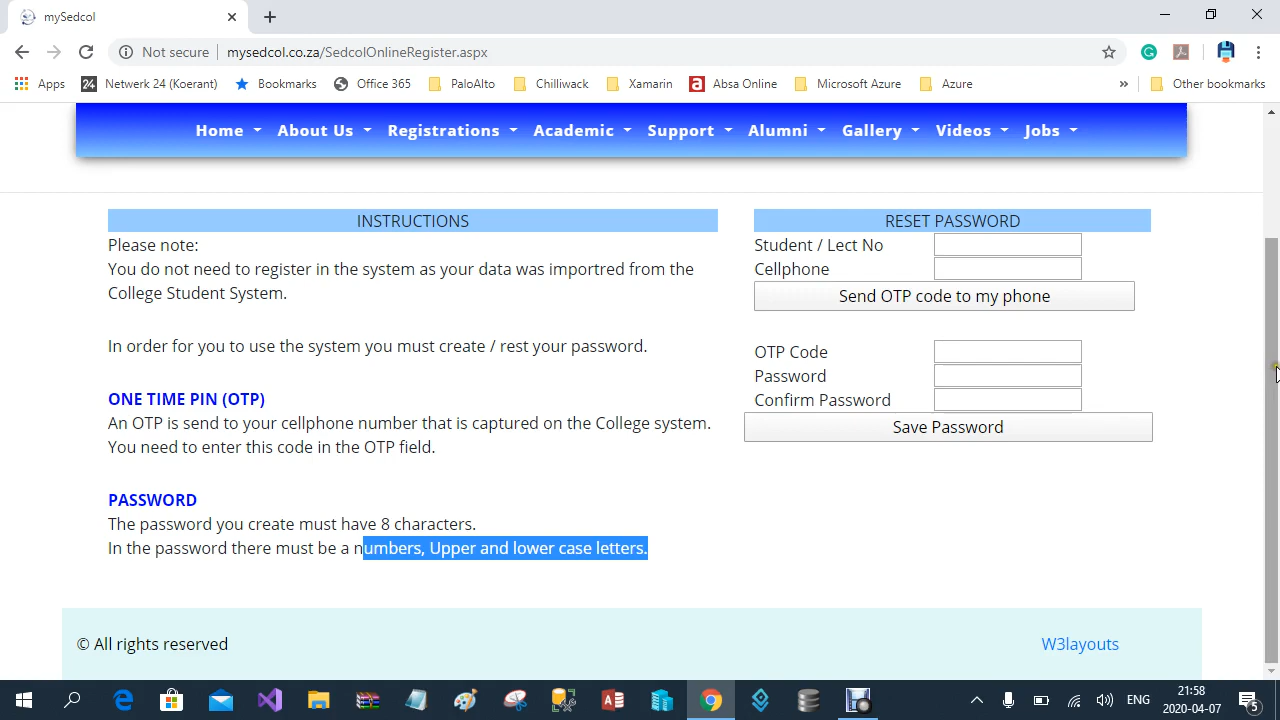 mySedcol
Not secure
mysedcol.co.za/SedcolOnlineRegister.aspx
Apps
24
Netwerk 24 (Koerant)
Bookmarks
Office 365
PaloAlto
Chilliwack
Xamarin
a
Absa Online
Microsoft Azure
Azure
»
Other bookmarks
Home
About Us
Registrations
Academic
Support
Alumni
Gallery
Videos
Jobs
INSTRUCTIONS
Please note:
You do not need to register in the system as your data was importred from the
College Student System.
In order for you to use the system you must create / rest your password.
ONE TIME PIN (OTP)
An OTP is send to your cellphone number that is captured on the College system.
You need to enter this code in the OTP field.
PASSWORD
The password you create must have 8 characters.
In the password there must be a numbers, Upper and lower case letters.
RESET PASSWORD
Student / Lect No
Cellphone
Send OTP code to my phone
OTP Code
Password
Confirm Password
Save Password
© All rights reserved
W3layouts
ENG
21:58
2020-04-07
5